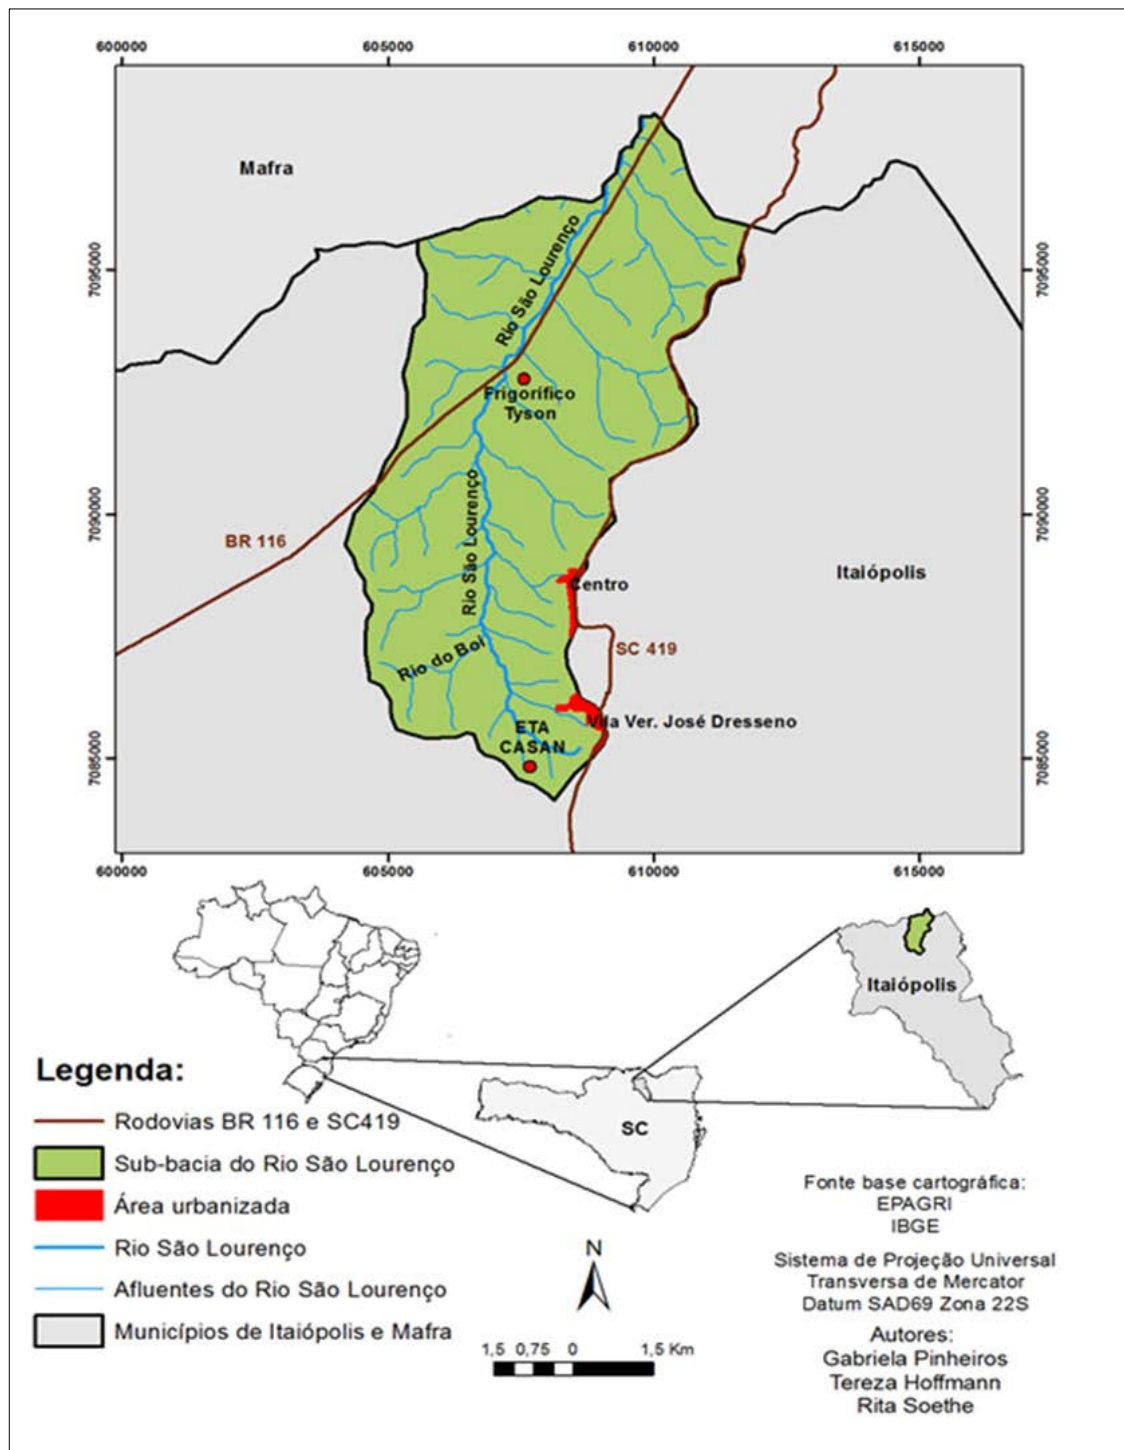 600000 605000 610000 615000
Mafra
7095000 7095000
Rio São Lourenço
Frigorífico
Tyson
Rio São Lourenço
7090000 7090000
BR 116
Itaiópolis
Centro
SC 419
Rio do Boi
Vila Ver. José Dresseno
ETA
CASAN
7085000 7085000
600000 605000 610000 615000
Itaiópolis
SC
Legenda:
Rodovias BR 116 e SC419
Sub-bacia do Rio São Lourenço
Área urbanizada
Rio São Lourenço
Afluentes do Rio São Lourenço
Municípios de Itaiópolis e Mafra
N
1,5 0,75 0 1,5 Km
Fonte base cartográfica:
EPAGRI
IBGE
Sistema de Projeção Universal
Transversa de Mercator
Datum SAD69 Zona 22S
Autores:
Gabriela Pinheiros
Tereza Hoffmann
Rita Soethe